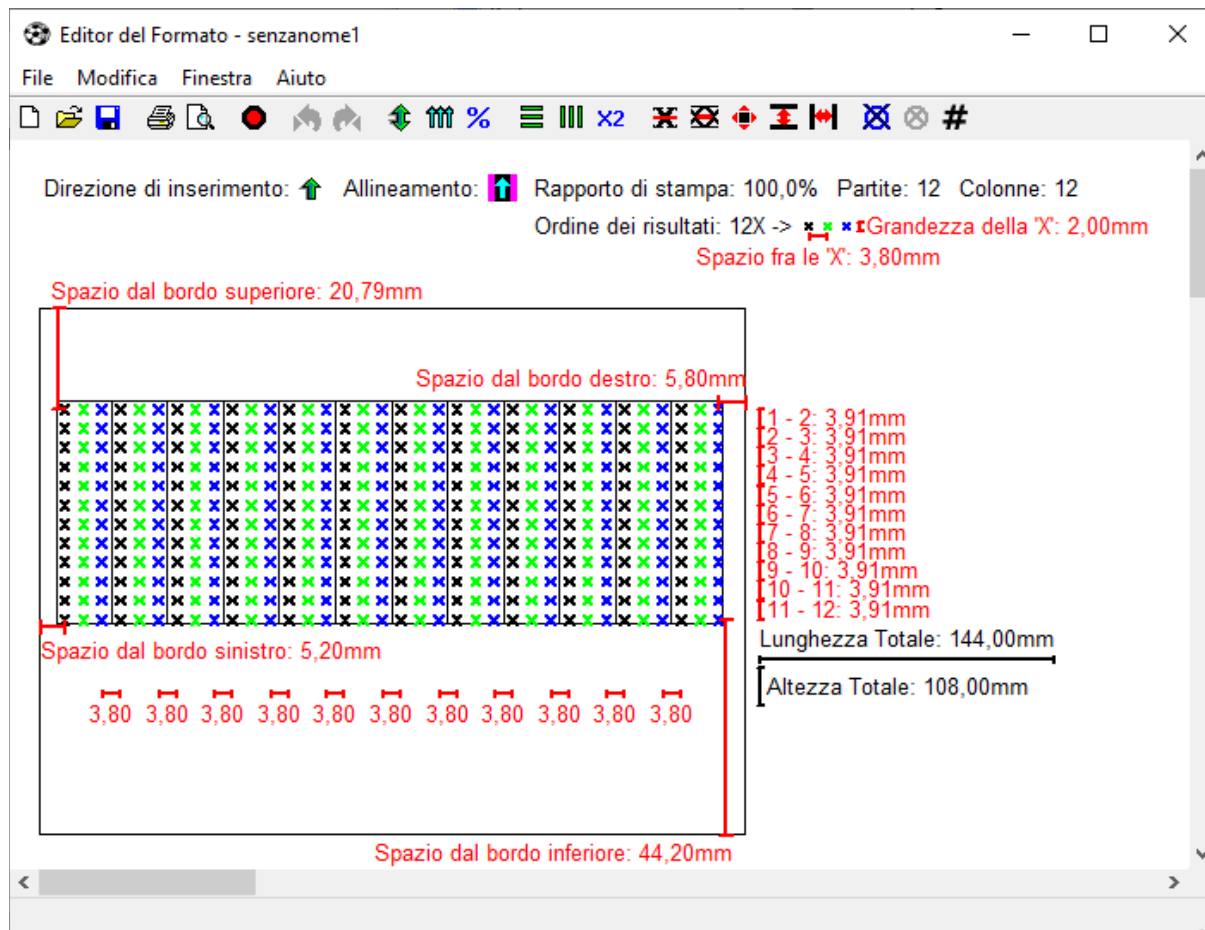 Editor del Formato - senzanome1
File Modifica Finestra Aiuto
% X2 #
Direzione di inserimento: Allineamento: Rapporto di stampa: 100,0% Partite: 12 Colonne: 12
Ordine dei risultati: 12X -> Grandezza della 'X': 2,00mm
Spazio fra le 'X': 3,80mm
Spazio dal bordo superiore: 20,79mm
Spazio dal bordo destro: 5,80mm
1 - 2: 3,91mm
2 - 3: 3,91mm
3 - 4: 3,91mm
4 - 5: 3,91mm
5 - 6: 3,91mm
6 - 7: 3,91mm
7 - 8: 3,91mm
8 - 9: 3,91mm
9 - 10: 3,91mm
10 - 11: 3,91mm
11 - 12: 3,91mm
Lunghezza Totale: 144,00mm
Spazio dal bordo sinistro: 5,20mm
Altezza Totale: 108,00mm
3,80 3,80 3,80 3,80 3,80 3,80 3,80 3,80 3,80 3,80 3,80
Spazio dal bordo inferiore: 44,20mm